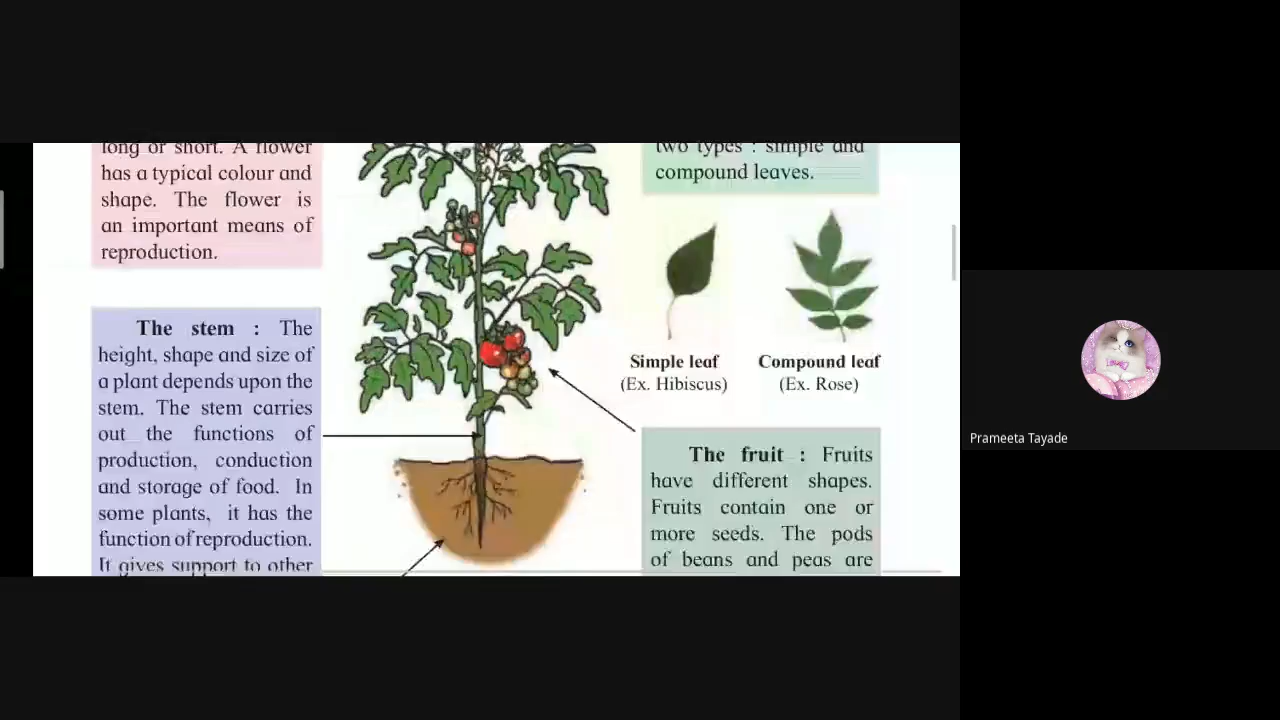 long or short. A flower
has a typical colour and
shape. The flower is
an important means of
reproduction.
two types : simple and
compound leaves.
Simple leaf
(Ex. Hibiscus)
Compound leaf
(Ex. Rose)
The stem : The
height, shape and size of
a plant depends upon the
stem. The stem carries
out the functions of
production, conduction
and storage of food. In
some plants, it has the
function of reproduction.
It gives support to other
The fruit : Fruits
have different shapes.
Fruits contain one or
more seeds. The pods
of beans and peas are
Prameeta Tayade